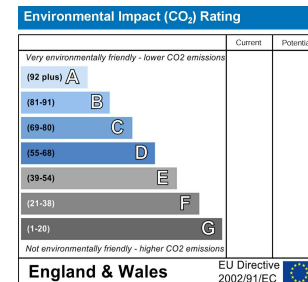 Environmental Impact (CO₂) Rating
Current Potentia
Very environmentally friendly - lower CO2 emissions
(92 plus) A
(81-91) B
(69-80) C
(55-68) D
(39-54) E
(21-38) F
(1-20) G
Not environmentally friendly - higher CO2 emissions
England & Wales
EU Directive
2002/91/EC